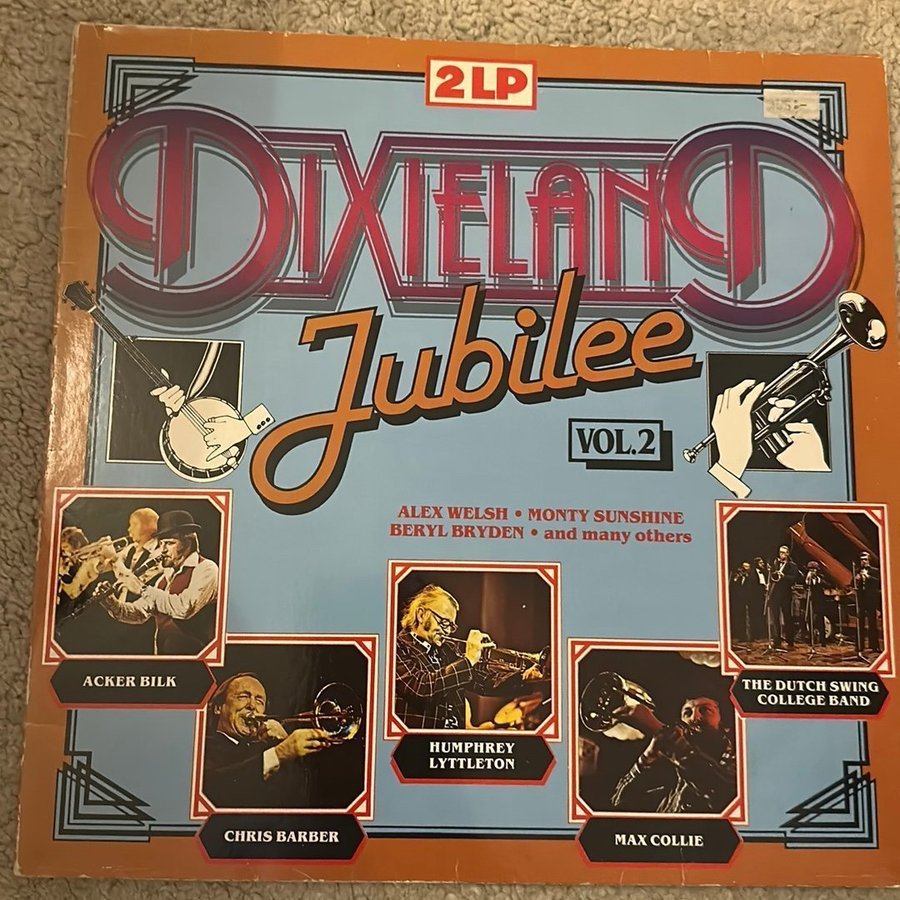 2 LP
DIXIELAND
Jubilee
VOL.2
ALEX WELSH • MONTY SUNSHINE
BERYL BRYDEN • and many others
ACKER BILK
CHRIS BARBER
HUMPHREY
LYTTLETON
MAX COLLIE
THE DUTCH SWING
COLLEGE BAND